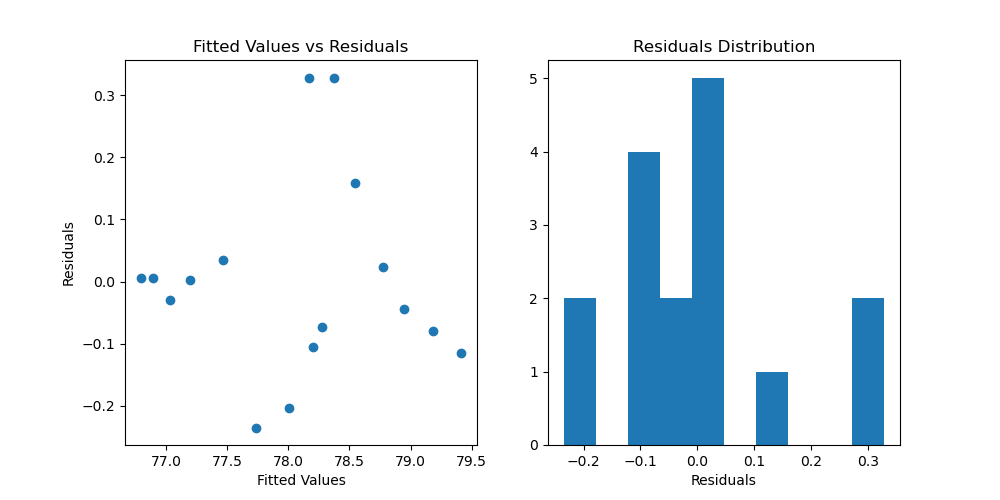 Fitted Values vs Residuals
0.3
0.2
0.1
0.0
−0.1
−0.2
Residuals
77.0 77.5 78.0 78.5 79.0 79.5
Fitted Values
Residuals Distribution
5
4
3
2
1
0
−0.2 −0.1 0.0 0.1 0.2 0.3
Residuals